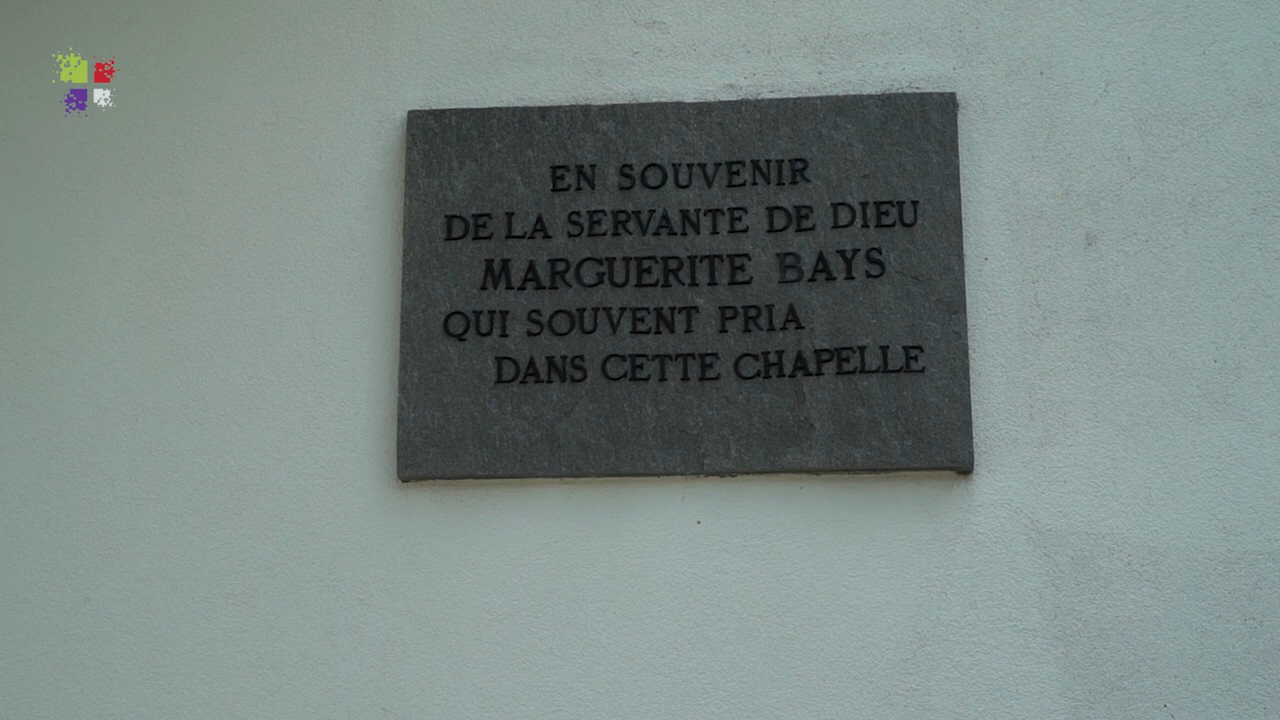 EN SOUVENIR
DE LA SERVANTE DE DIEU
MARGUERITE BAYS
QUI SOUVENT PRIA
DANS CETTE CHAPELLE